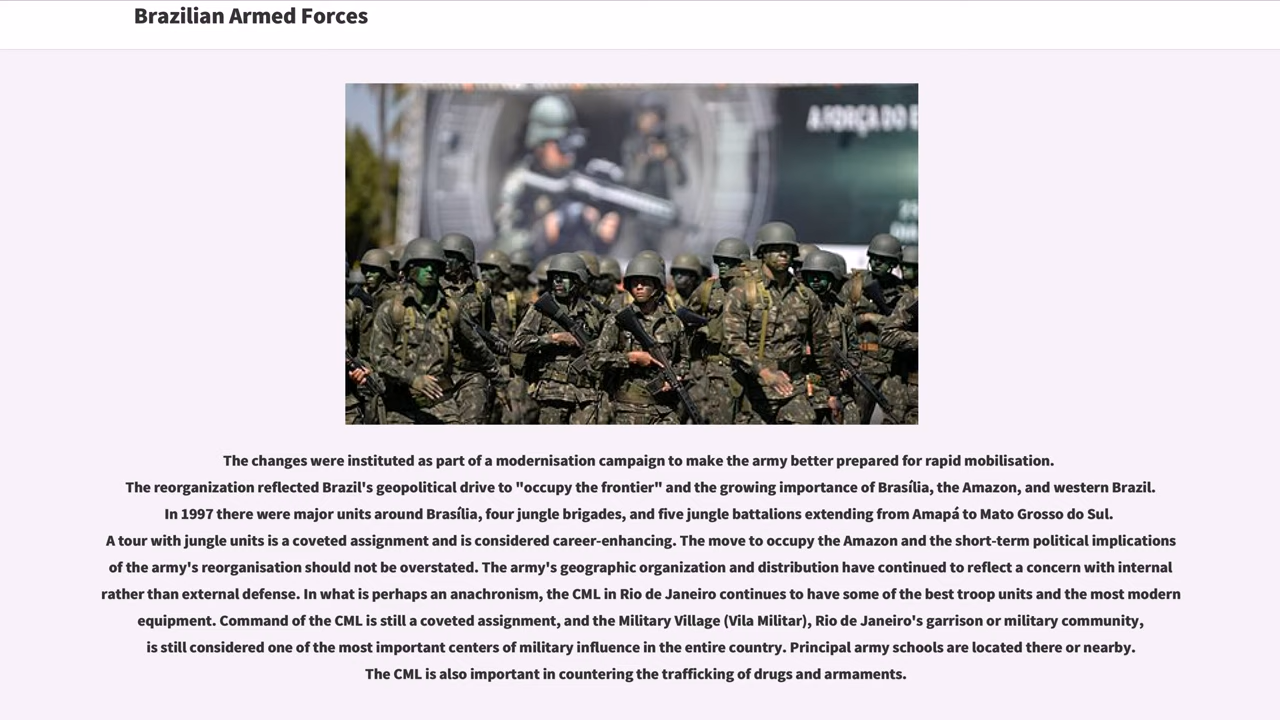 Brazilian Armed Forces
A FORÇA DO E
The changes were instituted as part of a modernisation campaign to make the army better prepared for rapid mobilisation.
The reorganization reflected Brazil's geopolitical drive to "occupy the frontier" and the growing importance of Brasília, the Amazon, and western Brazil.
In 1997 there were major units around Brasília, four jungle brigades, and five jungle battalions extending from Amapá to Mato Grosso do Sul.
A tour with jungle units is a coveted assignment and is considered career-enhancing. The move to occupy the Amazon and the short-term political implications
of the army's reorganisation should not be overstated. The army's geographic organization and distribution have continued to reflect a concern with internal
rather than external defense. In what is perhaps an anachronism, the CML in Rio de Janeiro continues to have some of the best troop units and the most modern
equipment. Command of the CML is still a coveted assignment, and the Military Village (Vila Militar), Rio de Janeiro's garrison or military community,
is still considered one of the most important centers of military influence in the entire country. Principal army schools are located there or nearby.
The CML is also important in countering the trafficking of drugs and armaments.